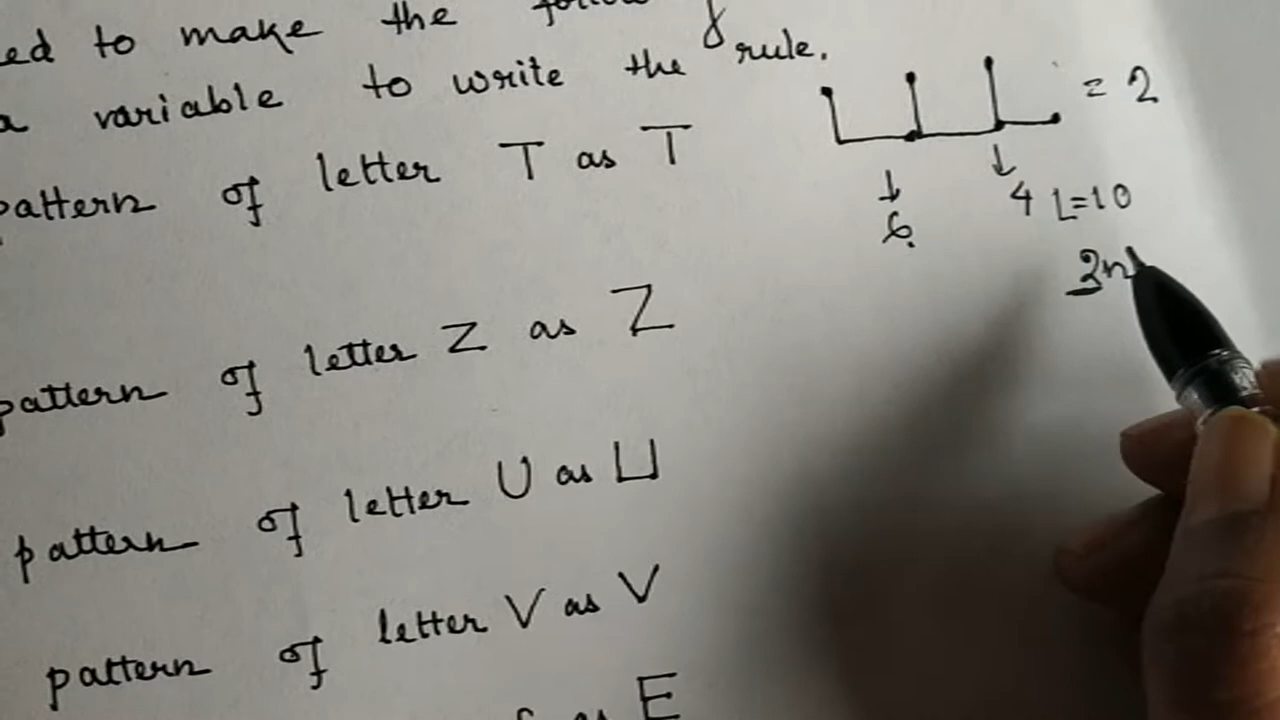 ed to make the
a variable to write the rule.
pattern of letter T as T
pattern of letter Z as Z
pattern of letter U as U
pattern of letter V as V
as E
= 2
6.
4 L=10
3n